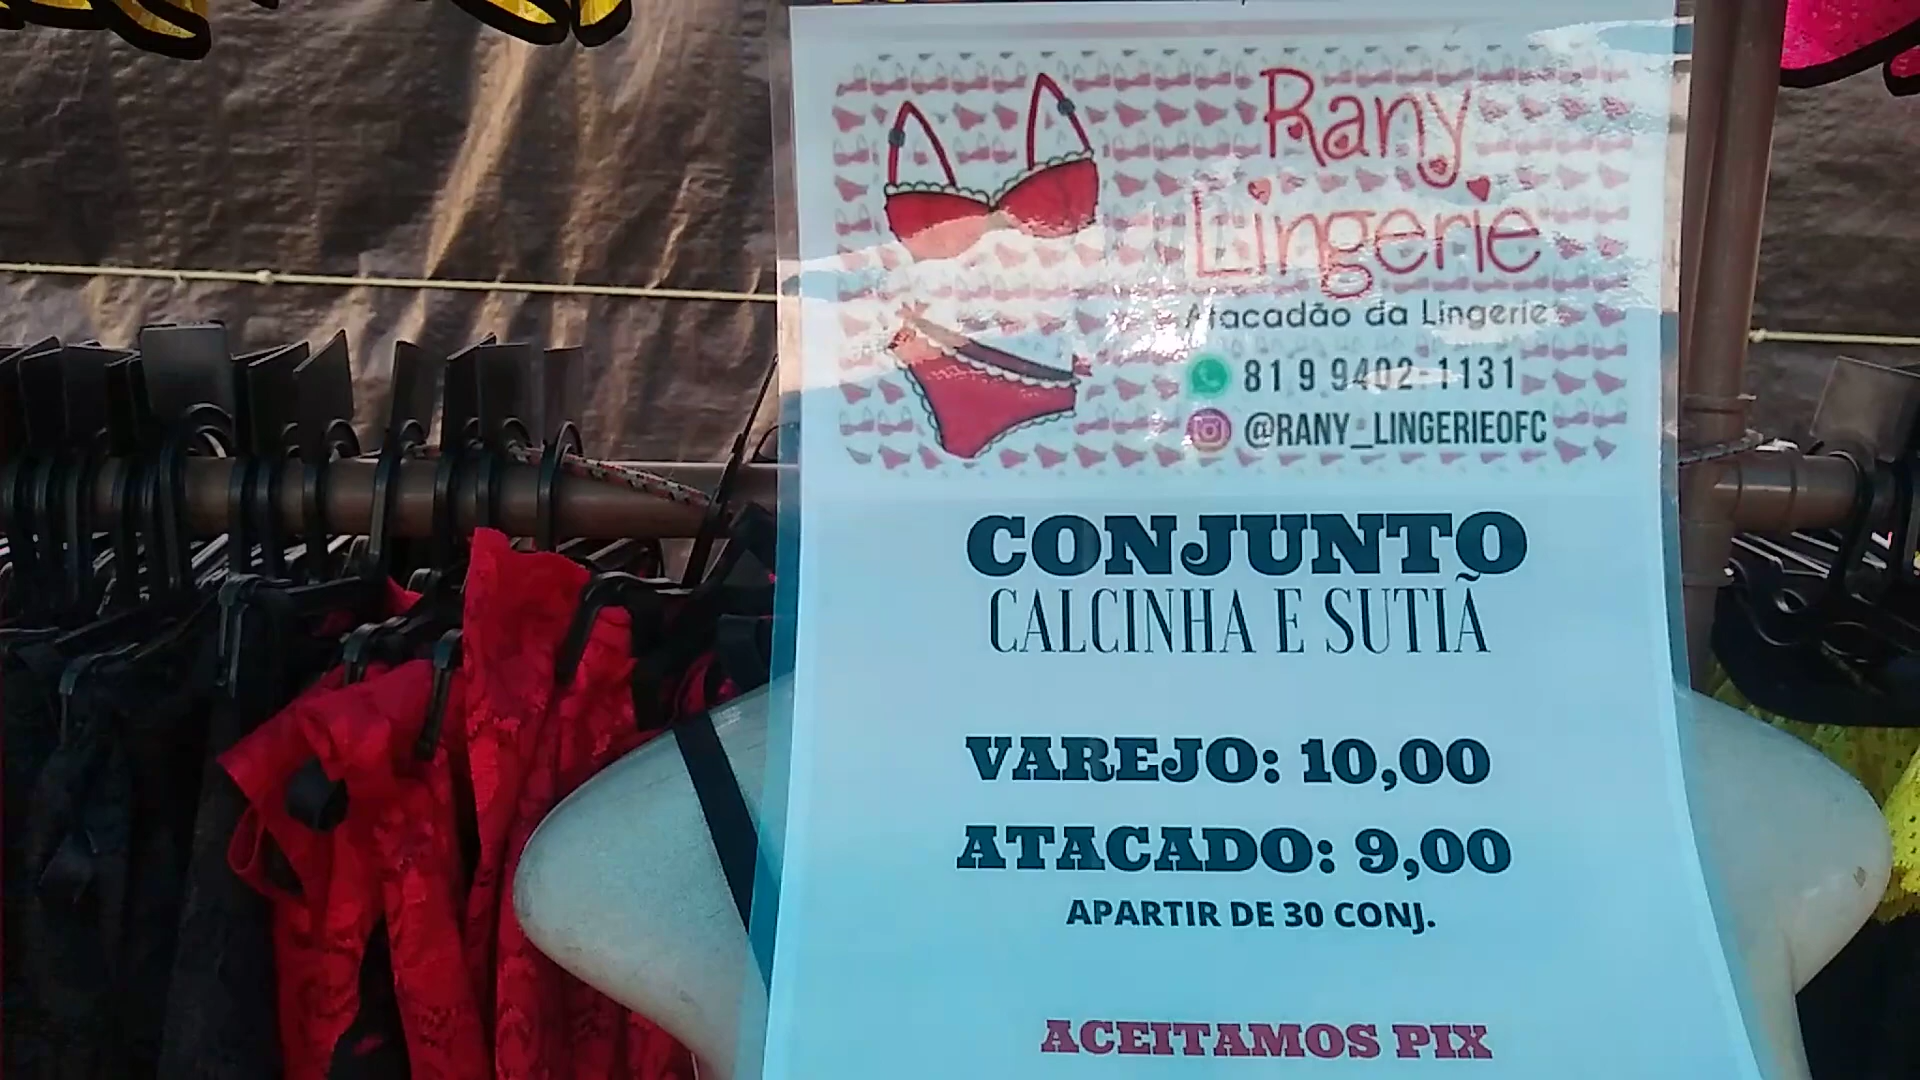 Rany
Lingerie
Atacadão da Lingerie
81 9 9402-1131
@RANY_LINGERIEOFC
CONJUNTO
CALCINHA E SUTIÃ
VAREJO: 10,00
ATACADO: 9,00
APARTIR DE 30 CONJ.
ACEITAMOS PIX